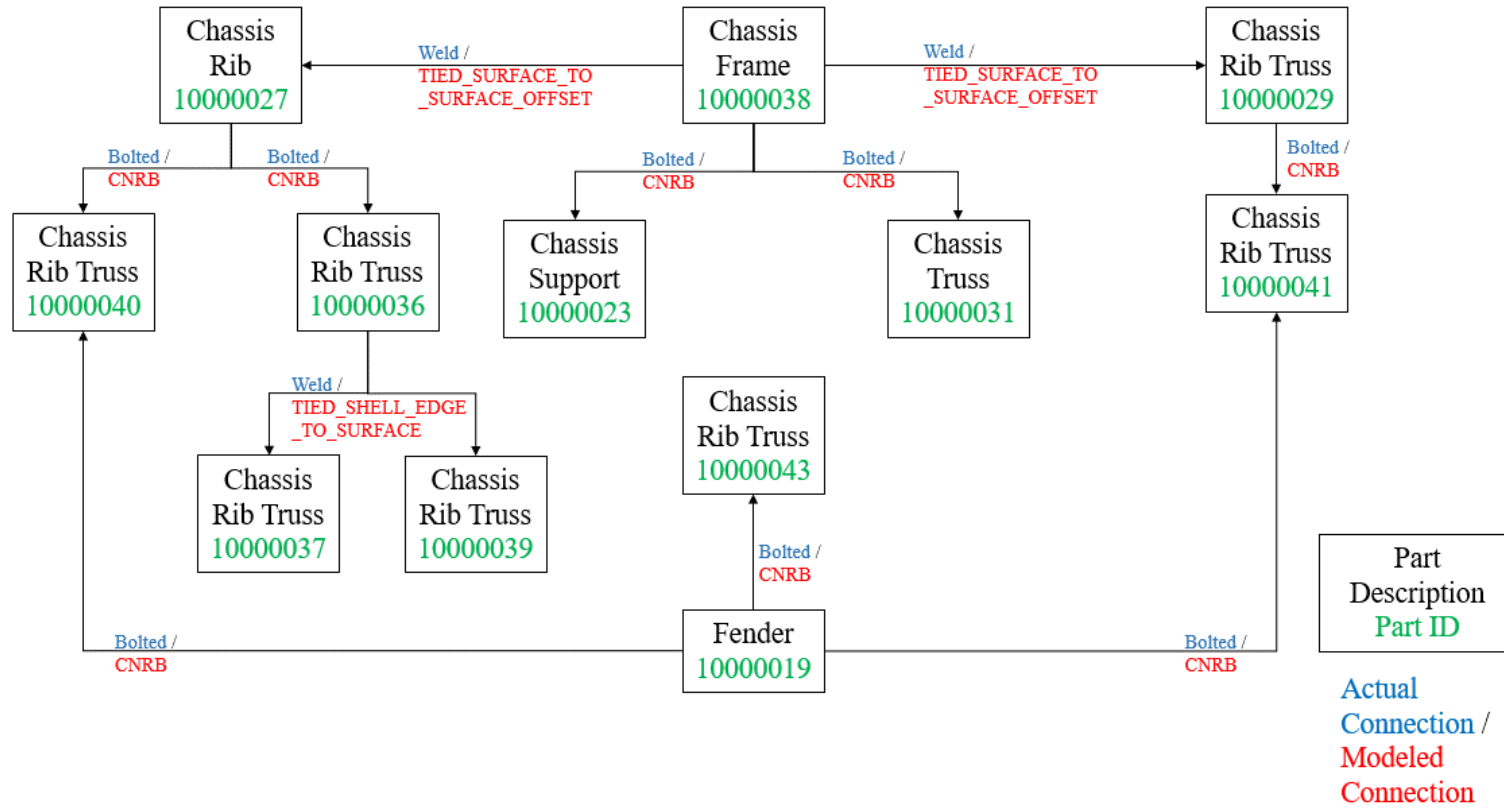 Chassis
Rib
10000027
Weld /
TIED_SURFACE_TO
_SURFACE_OFFSET
Chassis
Frame
10000038
Weld /
TIED_SURFACE_TO
_SURFACE_OFFSET
Chassis
Rib Truss
10000029
Bolted /
CNRB
Bolted /
CNRB
Bolted /
CNRB
Bolted /
CNRB
Bolted /
CNRB
Chassis
Rib Truss
10000040
Chassis
Rib Truss
10000036
Chassis
Support
10000023
Chassis
Truss
10000031
Chassis
Rib Truss
10000041
Weld /
TIED_SHELL_EDGE
_TO_SURFACE
Chassis
Rib Truss
10000037
Chassis
Rib Truss
10000039
Chassis
Rib Truss
10000043
Bolted /
CNRB
Bolted /
CNRB
Fender
10000019
Bolted /
CNRB
Part
Description
Part ID
Actual
Connection /
Modeled
Connection